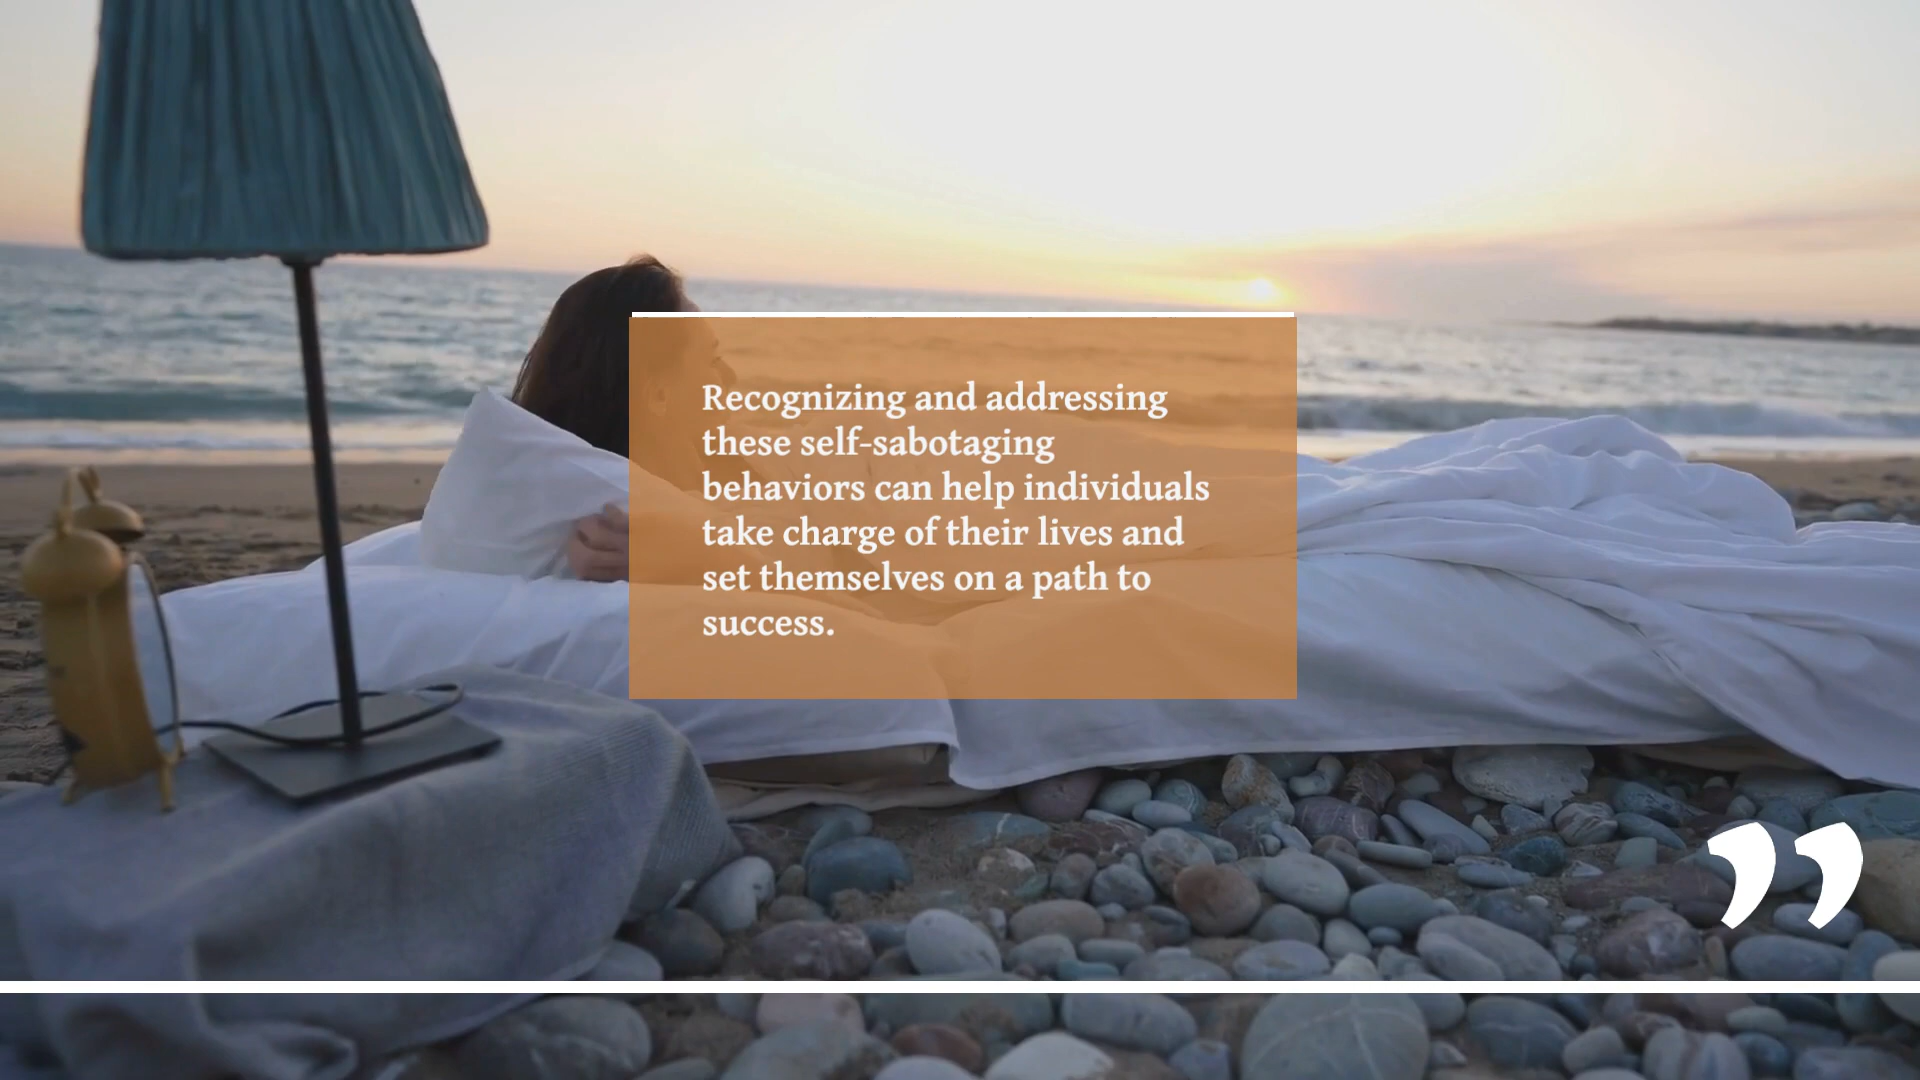 Recognizing and addressing
these self-sabotaging
behaviors can help individuals
take charge of their lives and
set themselves on a path to
success.
”